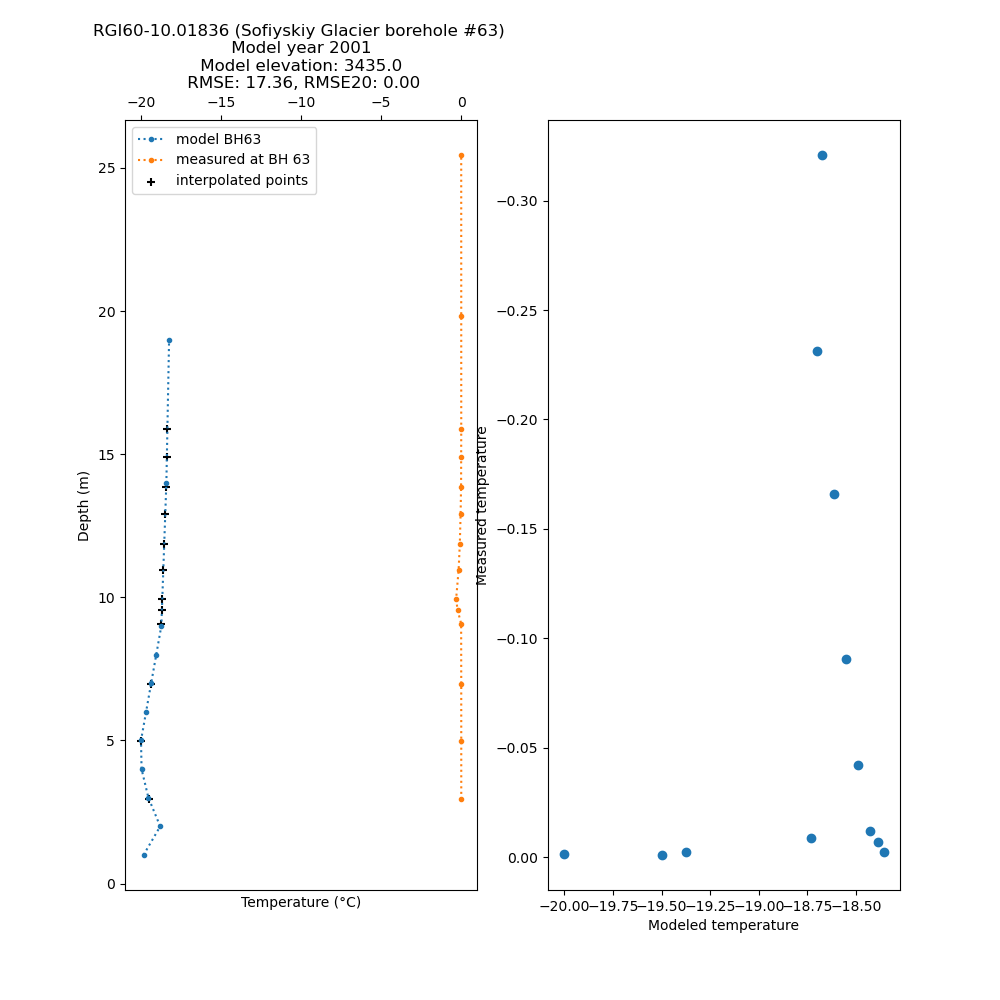 RGI60-10.01836 (Sofiyskiy Glacier borehole #63)
Model year 2001
Model elevation: 3435.0
RMSE: 17.36, RMSE20: 0.00
−20 −15 −10 −5 0
model BH63
measured at BH 63
interpolated points
25
20
15
10
5
0
Depth (m)
Temperature (°C)
−0.30
−0.25
−0.20
−0.15
−0.10
−0.05
0.00
Measured temperature
−20.00 −19.75 −19.50 −19.25 −19.00 −18.75 −18.50
Modeled temperature